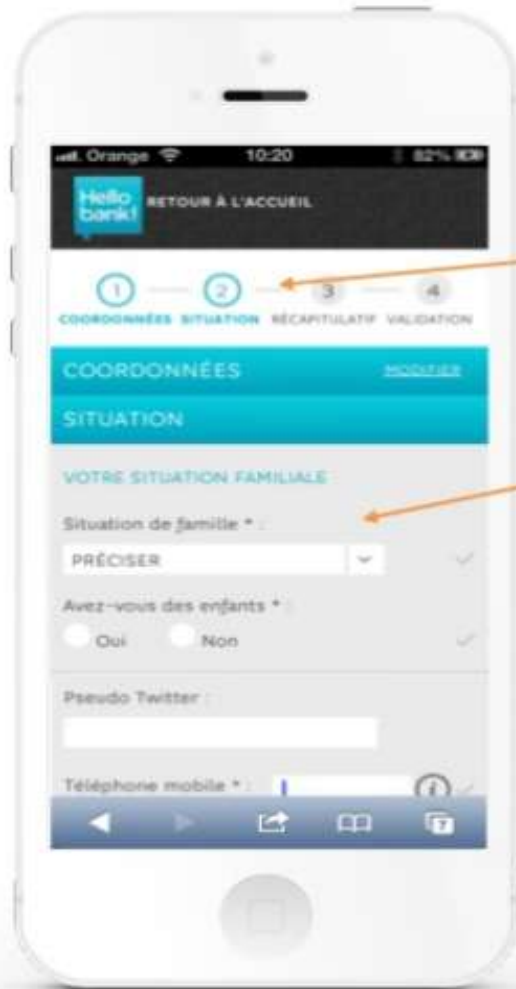 Orange 10:20 82%
Hello bank! RETOUR À L'ACCUEIL
1 2 3 4
COORDONNÉES SITUATION RÉCAPITULATIF VALIDATION
COORDONNÉES MODIFIER
SITUATION
VOTRE SITUATION FAMILIALE
Situation de famille * :
PRÉCISER
Avez-vous des enfants * :
Oui Non
Pseudo Twitter :
Téléphone mobile * : i
7